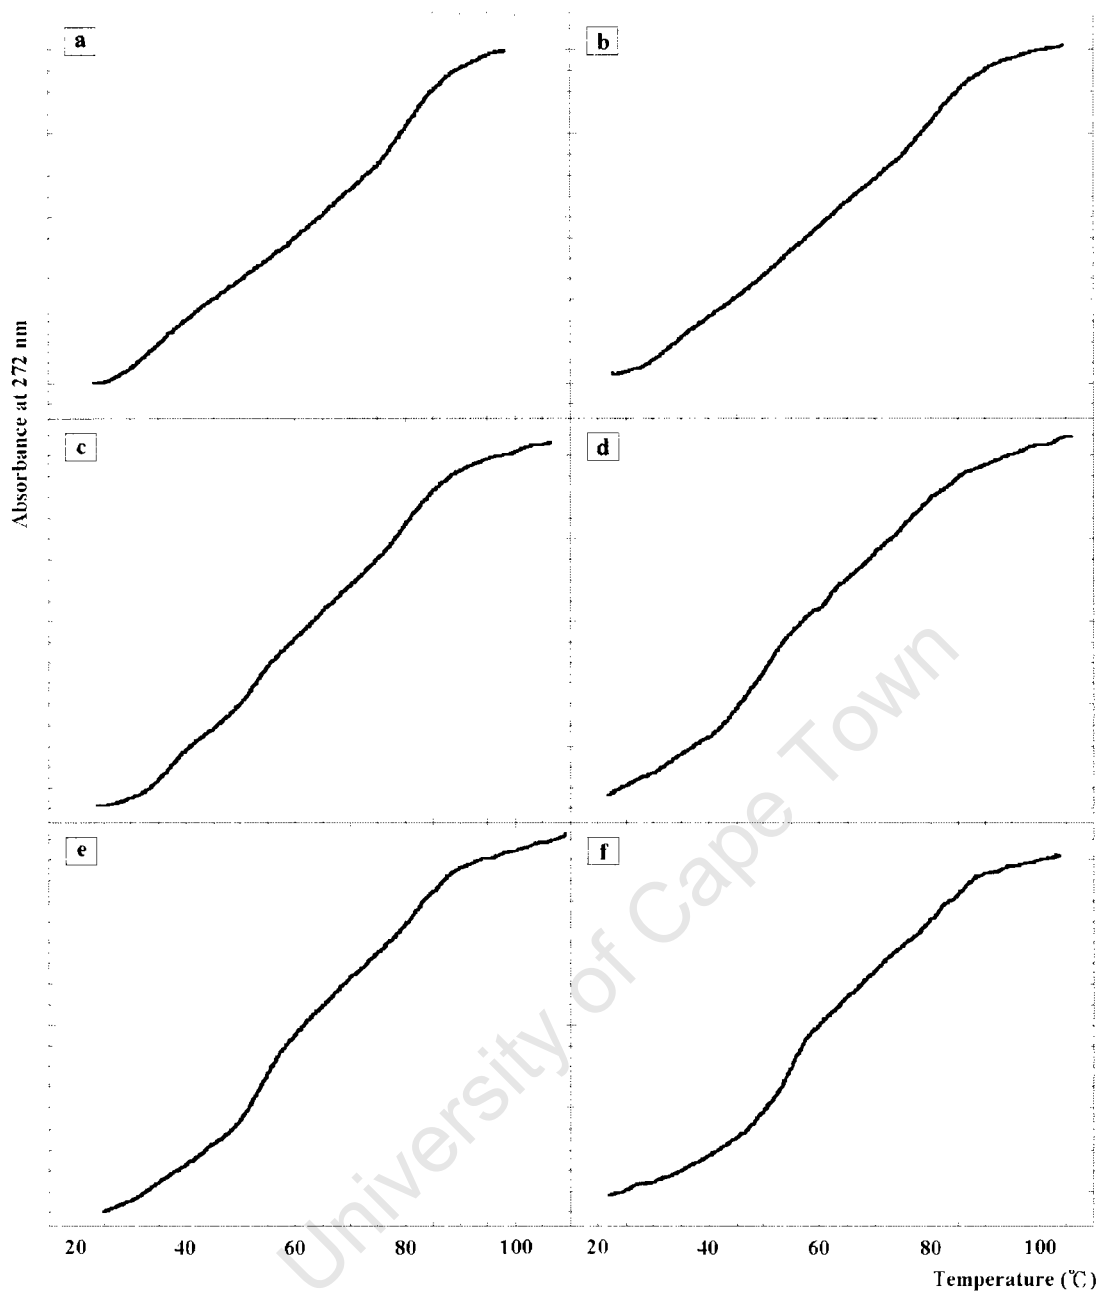 a
b
Absorbance at 272 nm
c
d
e
f
University of Cape Town
20 40 60 80 100 20 40 60 80 100
Temperature (℃)